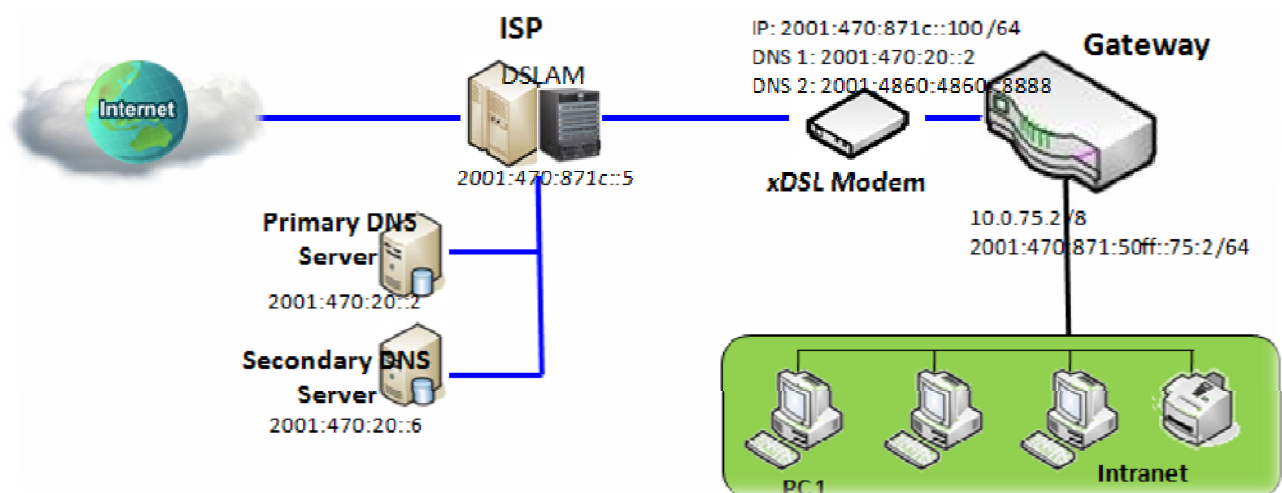 ISP
DSLAM
2001:470:871c::5
Internet
IP: 2001:470:871c::100 /64
DNS 1: 2001:470:20::2
DNS 2: 2001:4860:4860::8888
Gateway
xDSL Modem
10.0.75.2 /8
2001:470:871:50ff::75:2/64
Primary DNS
Server
2001:470:20::2
Secondary DNS
Server
2001:470:20::6
PC1
Intranet